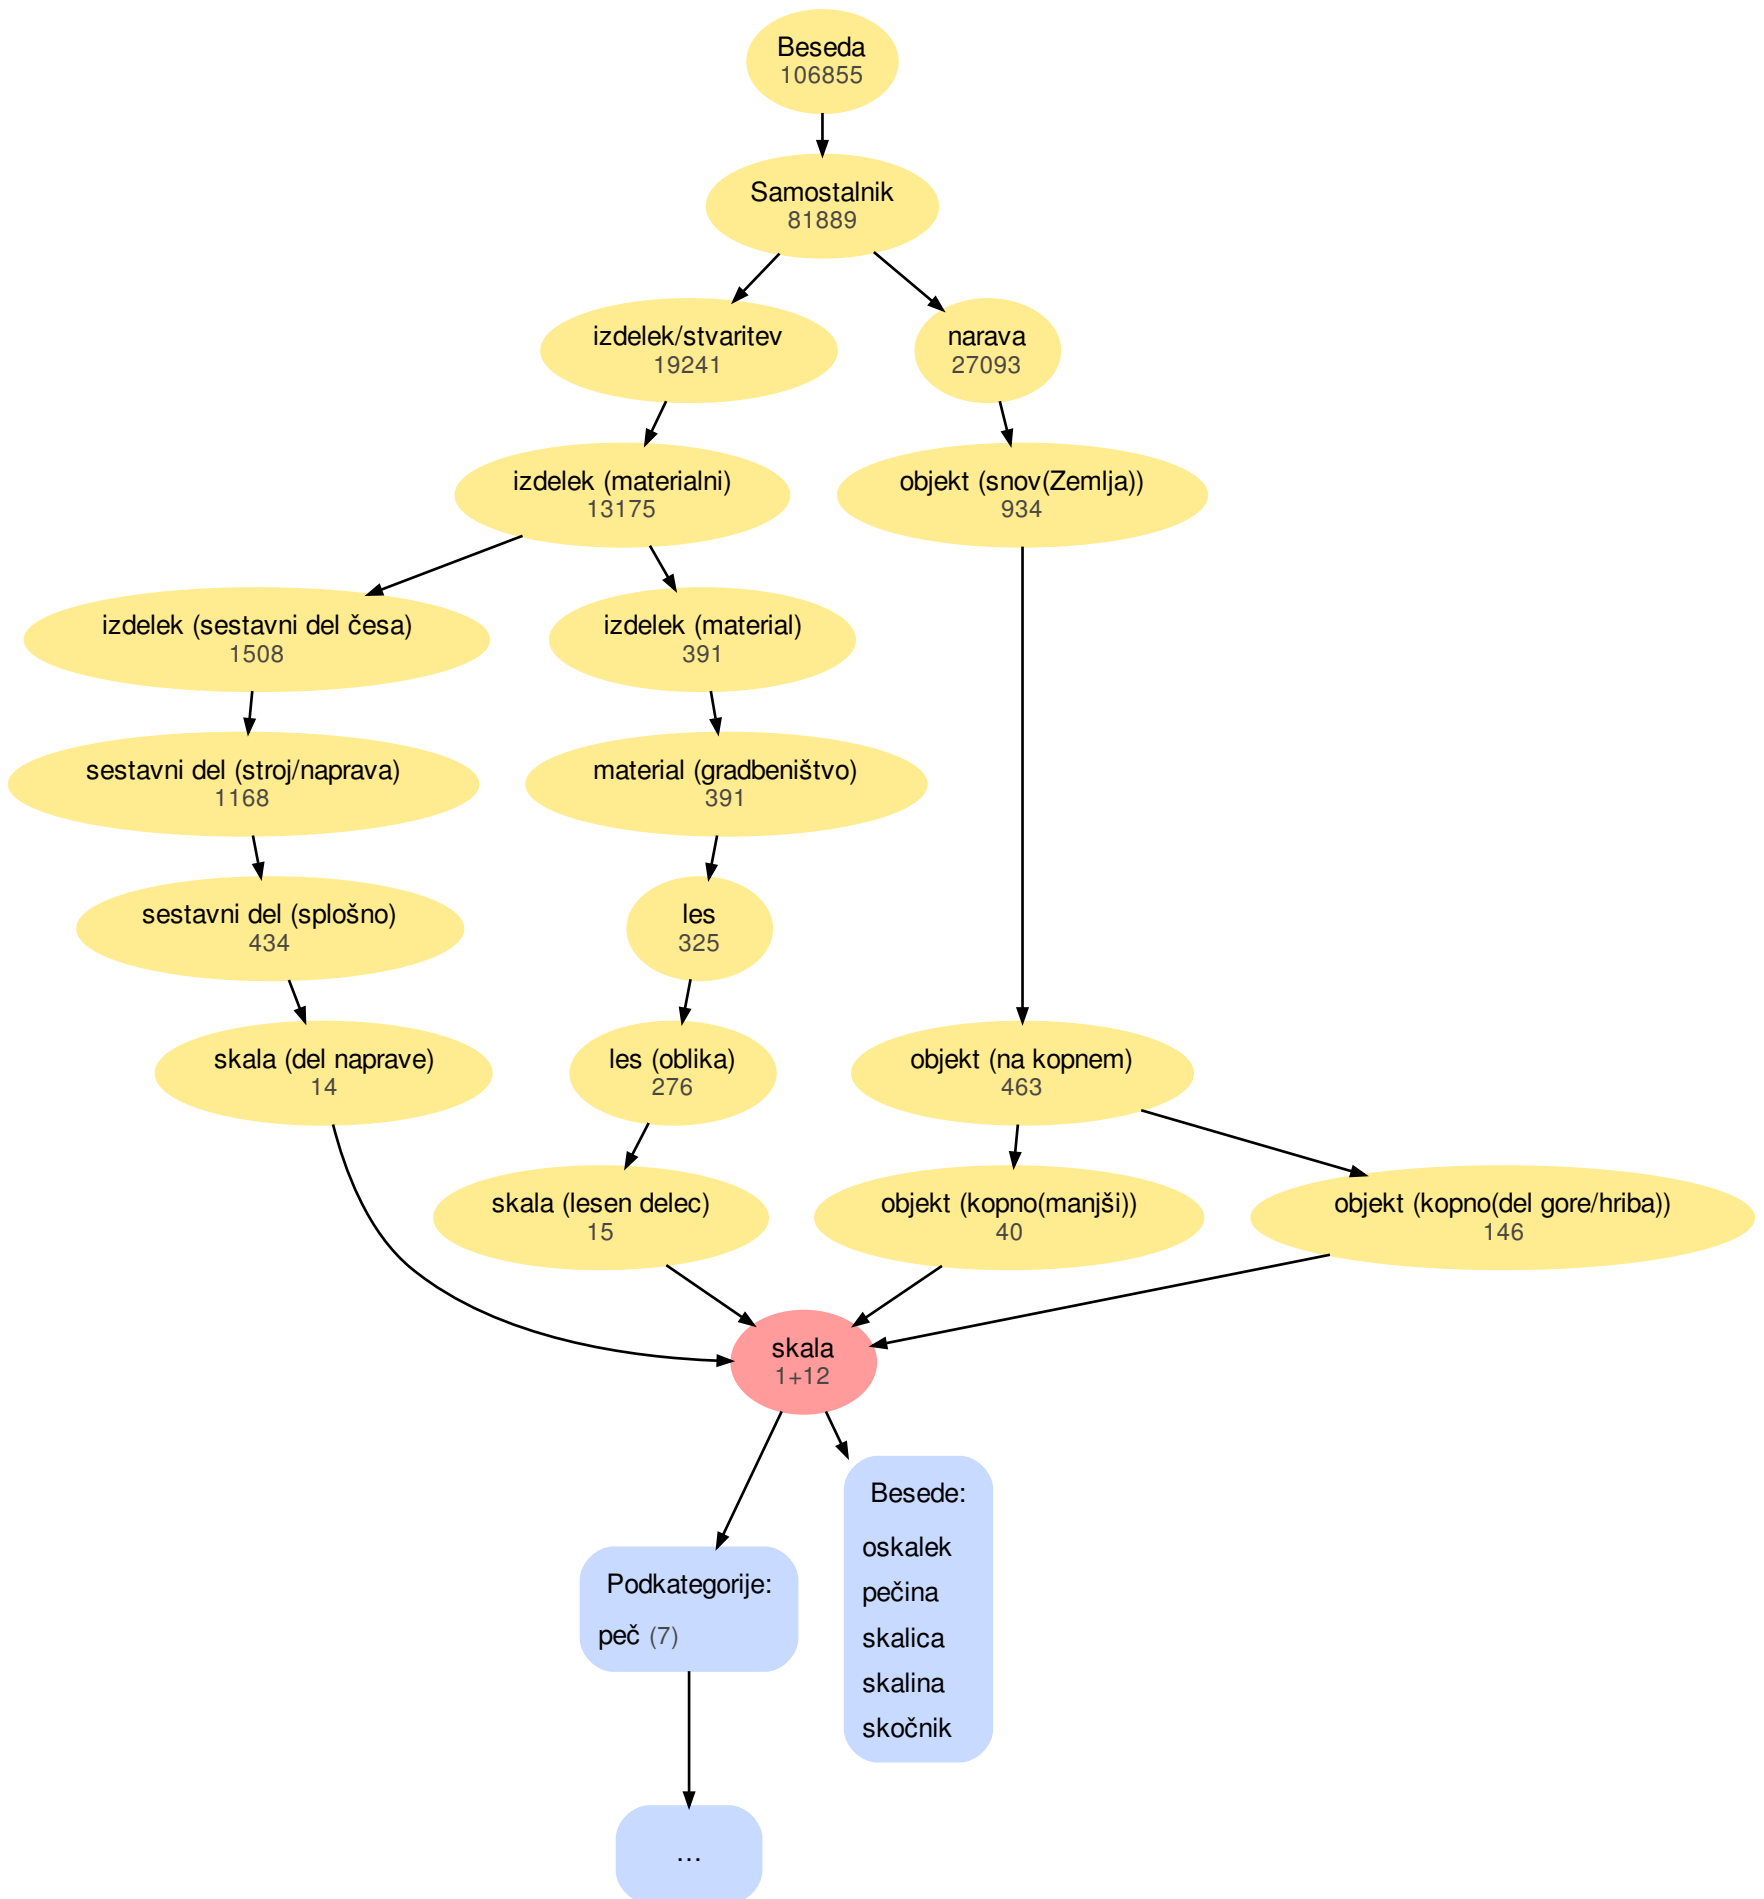 Beseda
106855
Samostalnik
81889
izdelek/stvaritev
19241
narava
27093
izdelek (materialni)
13175
objekt (snov(Zemlja))
934
izdelek (sestavni del česa)
1508
izdelek (material)
391
sestavni del (stroj/naprava)
1168
material (gradbeništvo)
391
sestavni del (splošno)
434
les
325
skala (del naprave)
14
les (oblika)
276
objekt (na kopnem)
463
skala (lesen delec)
15
objekt (kopno(manjši))
40
objekt (kopno(del gore/hriba))
146
skala
1+12
Besede:
oskalek
pečina
skalica
skalina
skočnik
Podkategorije:
peč (7)
...